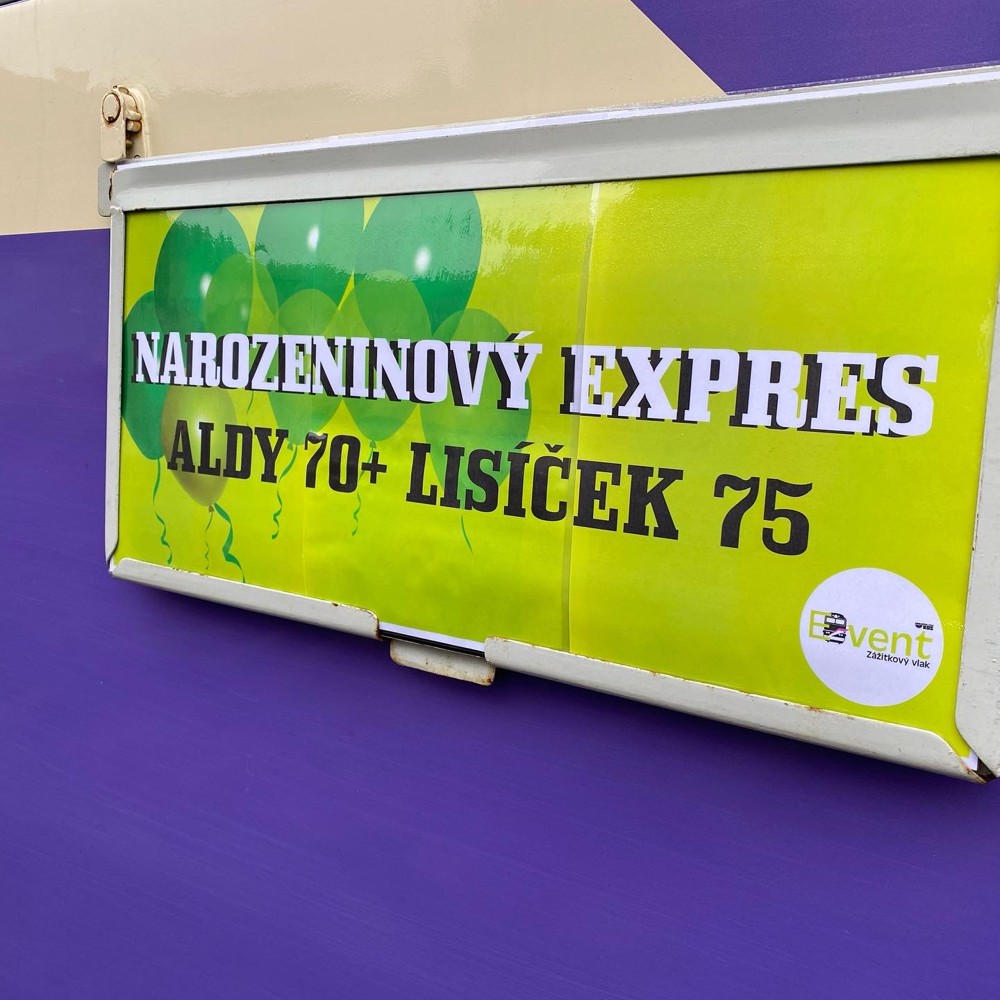 NAROZENINOVÝ EXPRES
ALDY 70+ LISÍČEK 75
Event
Zážitkový vlak